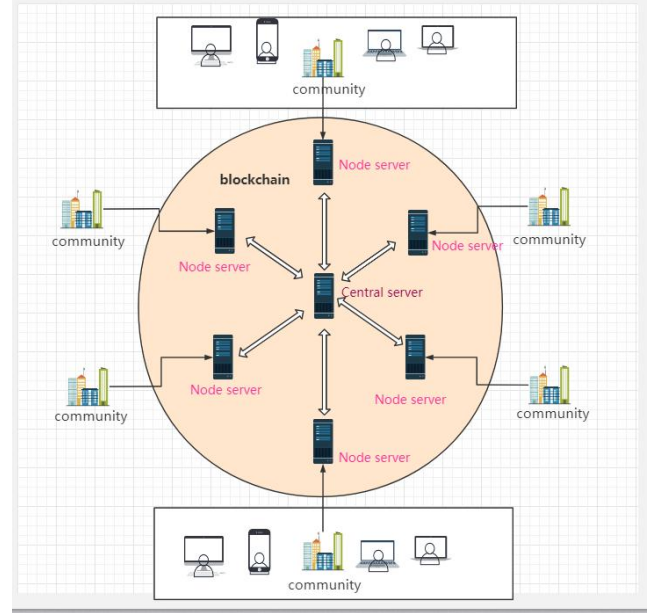 community
Node server
blockchain
community
Node server
Node server
community
Central server
community
Node server
Node server
community
Node server
community